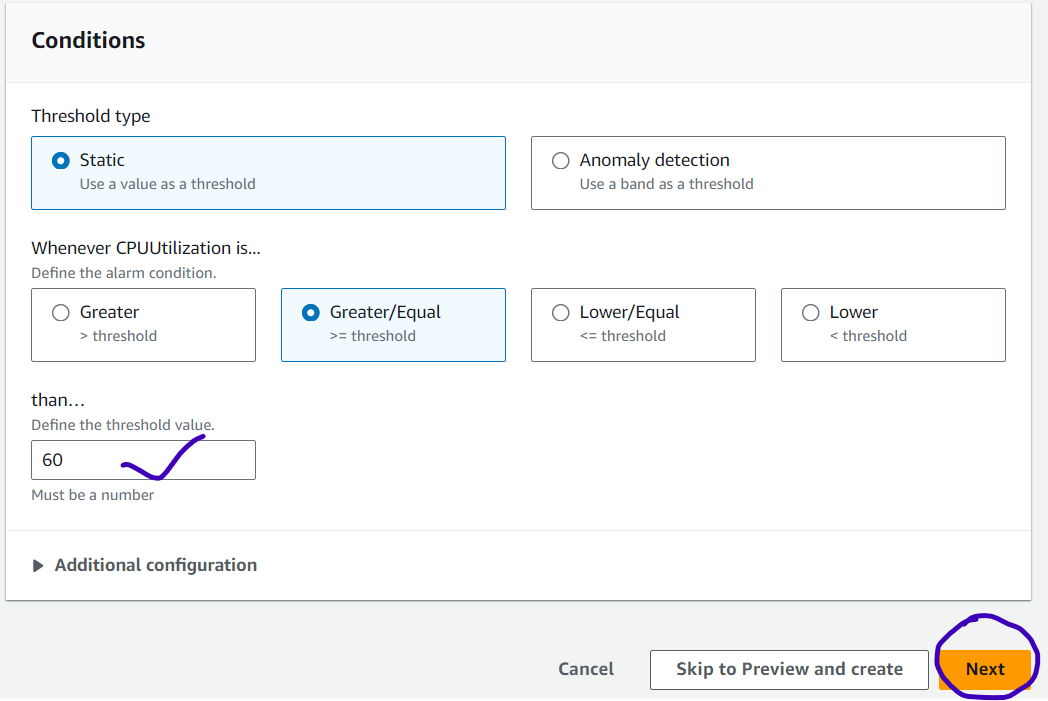 Conditions
Threshold type
Static
Use a value as a threshold
Anomaly detection
Use a band as a threshold
Whenever CPUUtilization is...
Define the alarm condition.
Greater
> threshold
Greater/Equal
>= threshold
Lower/Equal
<= threshold
Lower
< threshold
than...
Define the threshold value.
60
Must be a number
Additional configuration
Cancel
Skip to Preview and create
Next